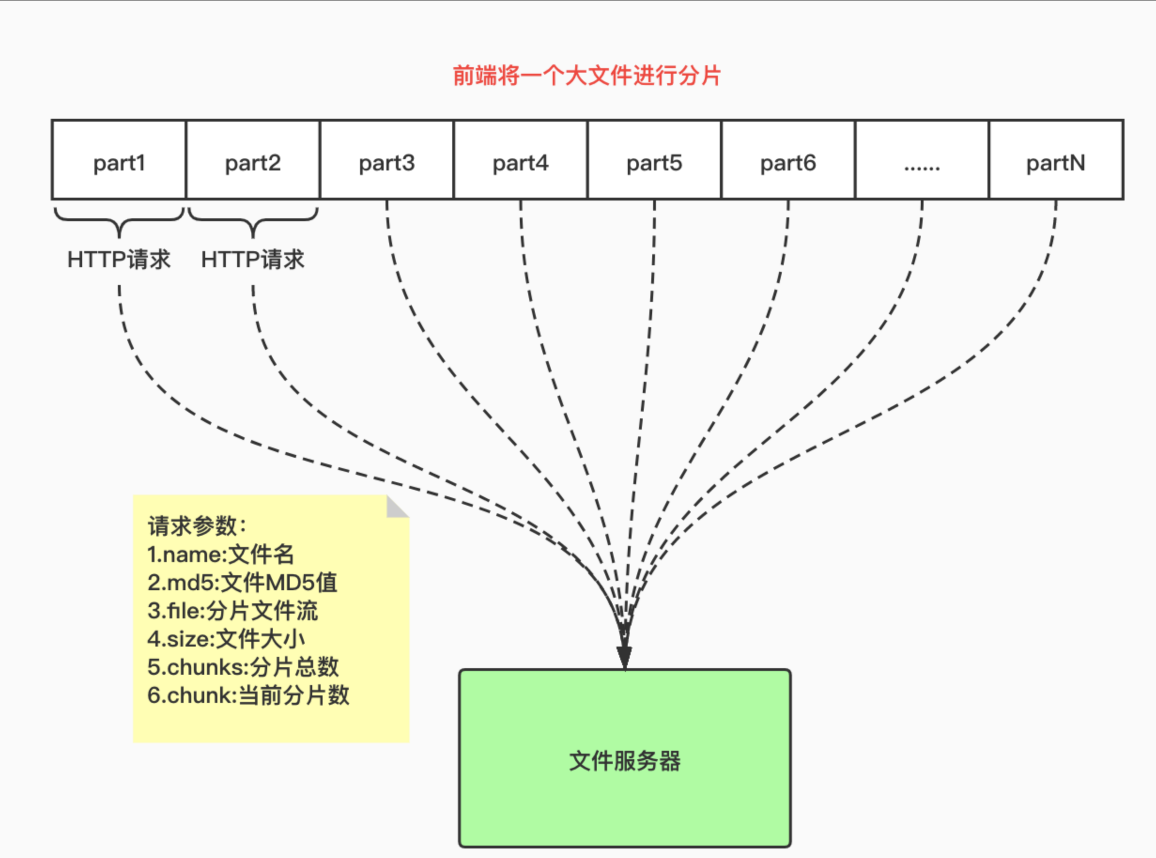 前端将一个大文件进行分片
part1 part2 part3 part4 part5 part6 ...... partN
HTTP请求 HTTP请求
请求参数：
1.name:文件名
2.md5:文件MD5值
3.file:分片文件流
4.size:文件大小
5.chunks:分片总数
6.chunk:当前分片数
文件服务器